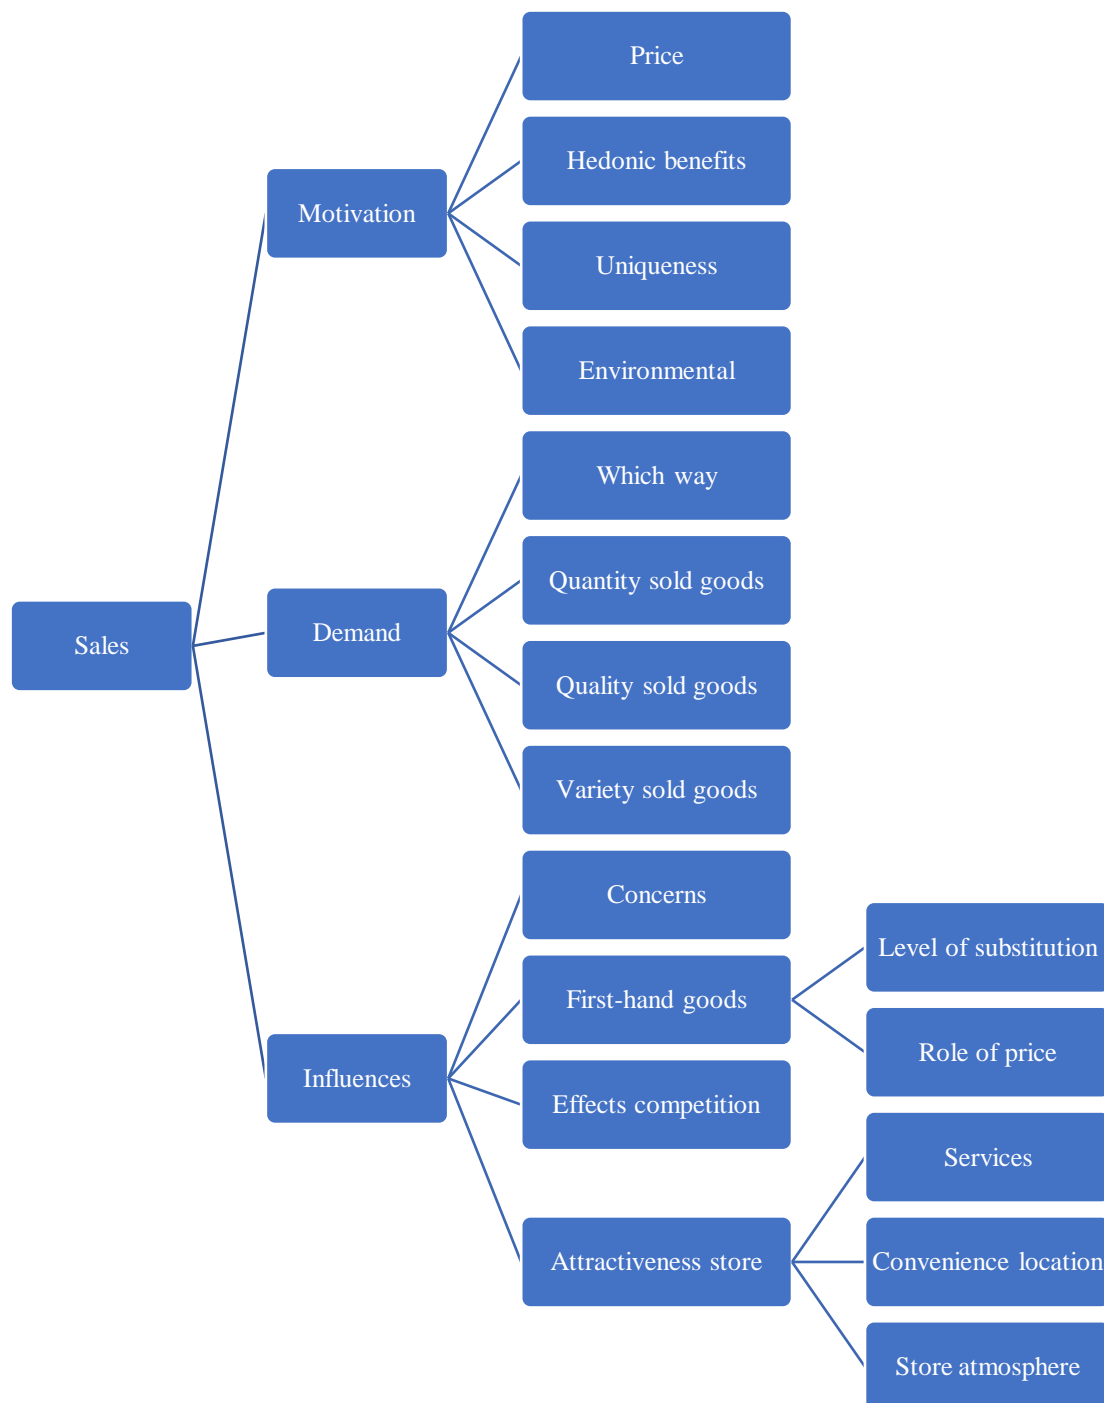 Price
Hedonic benefits
Motivation
Uniqueness
Environmental
Which way
Quantity sold goods
Sales
Demand
Quality sold goods
Variety sold goods
Concerns
Level of substitution
First-hand goods
Role of price
Influences
Effects competition
Services
Attractiveness store
Convenience location
Store atmosphere